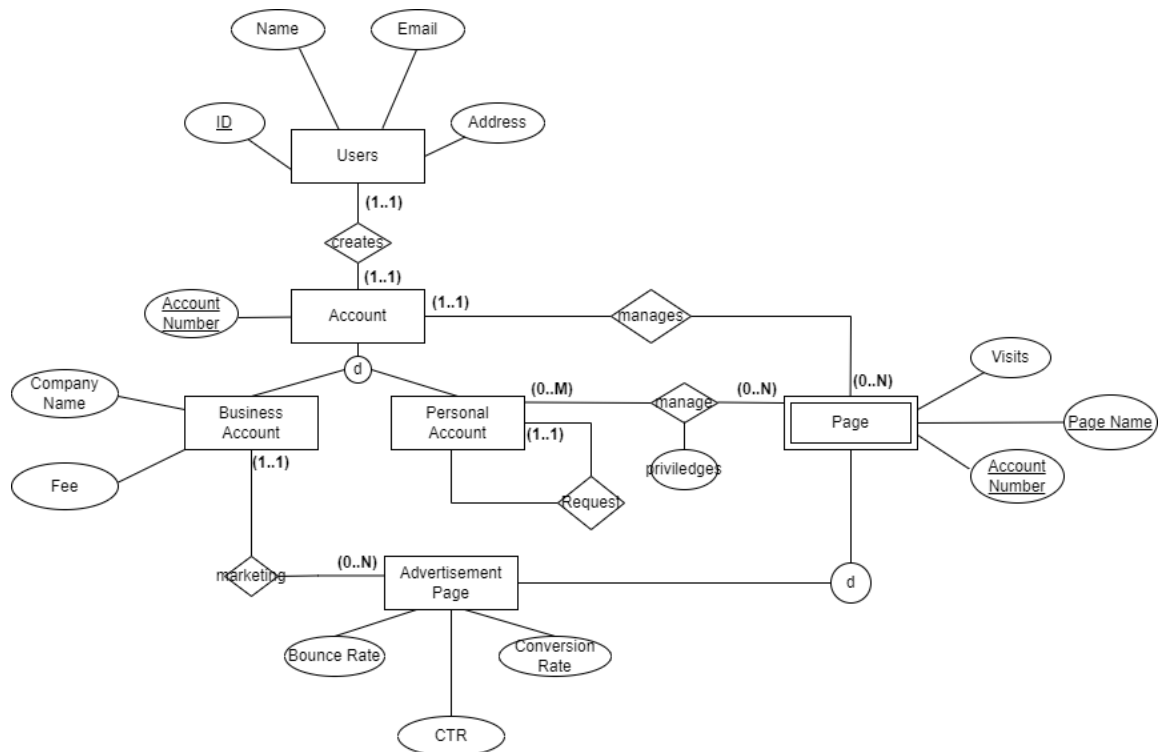 Name
Email
ID
Address
Users
(1..1)
creates
(1..1)
Account
Number
Account
(1..1)
manages
Visits
Company
Name
d
(0..M)
(0..N)
(0..N)
Business
Account
Personal
Account
manage
Page
Page Name
(1..1)
(1..1)
Fee
priviledges
Account
Number
Request
marketing
(0..N)
Advertisement
Page
d
Bounce Rate
Conversion
Rate
CTR